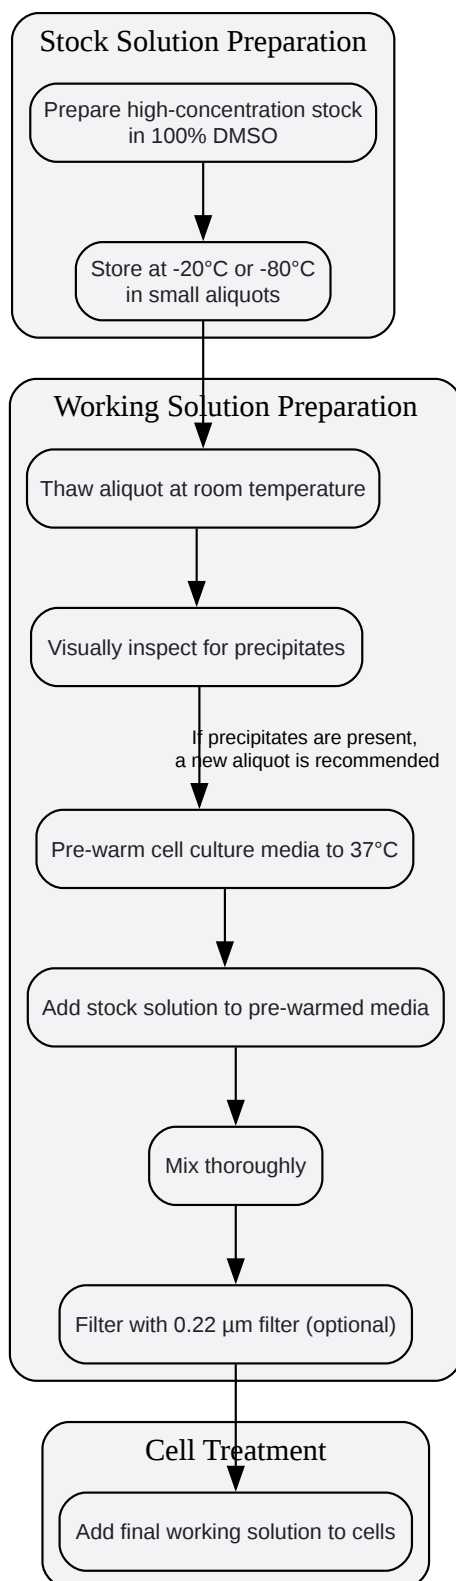 Stock Solution Preparation
Prepare high-concentration stock
in 100% DMSO
Store at -20°C or -80°C
in small aliquots
Working Solution Preparation
Thaw aliquot at room temperature
Visually inspect for precipitates
If precipitates are present,
a new aliquot is recommended
Pre-warm cell culture media to 37°C
Add stock solution to pre-warmed media
Mix thoroughly
Filter with 0.22 µm filter (optional)
Cell Treatment
Add final working solution to cells